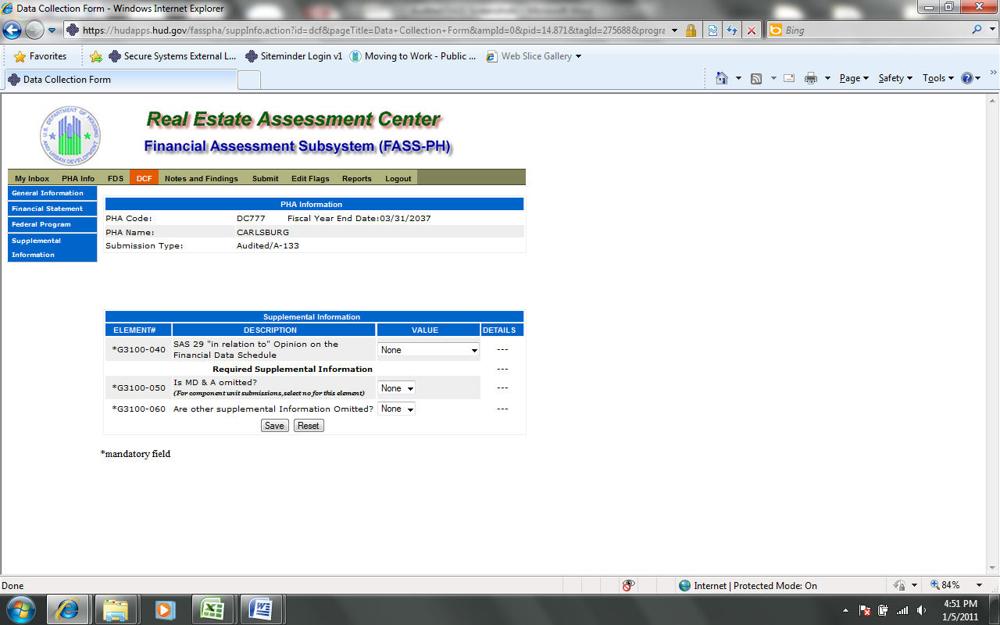 Data Collection Form - Windows Internet Explorer
https://hudapps.hud.gov/fasspha/suppInfo.action?id=dcf&pageTitle=Data+Collection+Form&ampId=0&pid=14.871&tagId=275688&progra
Bing
Favorites
Secure Systems External L...
Siteminder Login v1
Moving to Work - Public ...
Web Slice Gallery
Data Collection Form
Page
Safety
Tools
U.S. DEPARTMENT OF HOUSING
AND URBAN DEVELOPMENT
Real Estate Assessment Center
Financial Assessment Subsystem (FASS-PH)
My Inbox PHA Info FDS DCF Notes and Findings Submit Edit Flags Reports Logout
General Information
Financial Statement
Federal Program
Supplemental
Information
PHA Information
PHA Code: DC777 Fiscal Year End Date:03/31/2037
PHA Name: CARLSBURG
Submission Type: Audited/A-133
Supplemental Information
ELEMENT# DESCRIPTION VALUE DETAILS
*G3100-040 SAS 29 "in relation to" Opinion on the
Financial Data Schedule None ---
Required Supplemental Information ---
*G3100-050 Is MD & A omitted?
(For component unit submissions,select no for this element) None ---
*G3100-060 Are other supplemental Information Omitted? None ---
Save Reset
*mandatory field
Done
Internet | Protected Mode: On
84%
4:51 PM
1/5/2011